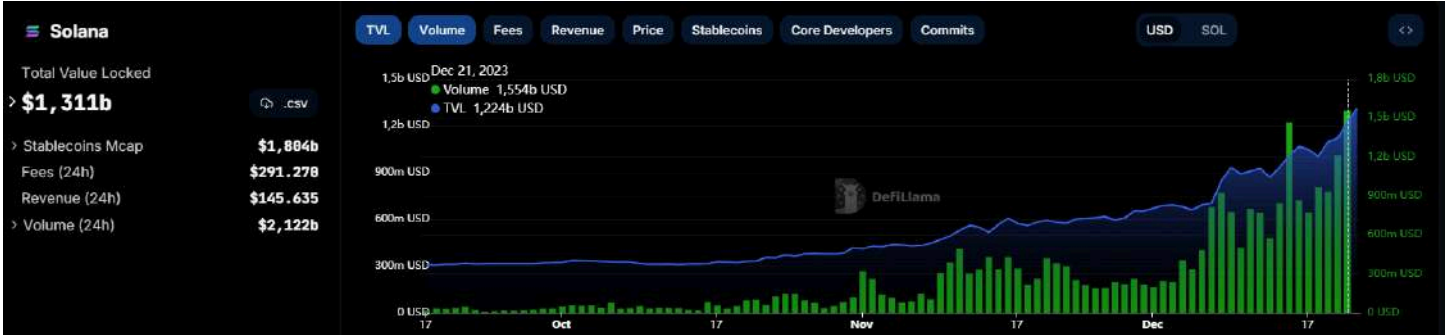 Solana
TVL Volume Fees Revenue Price Stablecoins Core Developers Commits
USD SOL
<>
Total Value Locked
> $1,311b
.csv
> Stablecoins Mcap $1,804b
Fees (24h) $291.270
Revenue (24h) $145.635
> Volume (24h) $2,122b
Dec 21, 2023
Volume 1,554b USD
TVL 1,224b USD
1,5b USD
1,2b USD
900m USD
600m USD
300m USD
0 USD
DefiLlama
1,8b USD
1,5b USD
1,2b USD
900m USD
600m USD
300m USD
0 USD
17 Oct 17 Nov 17 Dec 17